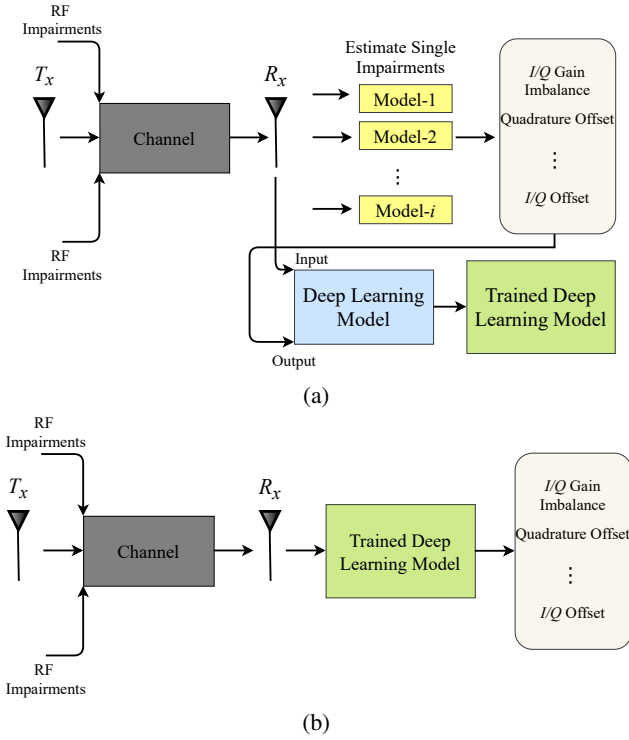 RF
Impairments
Tx
Rx
Channel
RF
Impairments
Estimate Single
Impairments
Model-1
Model-2
⋮
Model-i
I/Q Gain
Imbalance
Quadrature Offset
⋮
I/Q Offset
Input
Deep Learning
Model
Output
Trained Deep
Learning Model
(a)
RF
Impairments
Tx
Rx
Channel
RF
Impairments
Trained Deep
Learning Model
I/Q Gain
Imbalance
Quadrature Offset
⋮
I/Q Offset
(b)